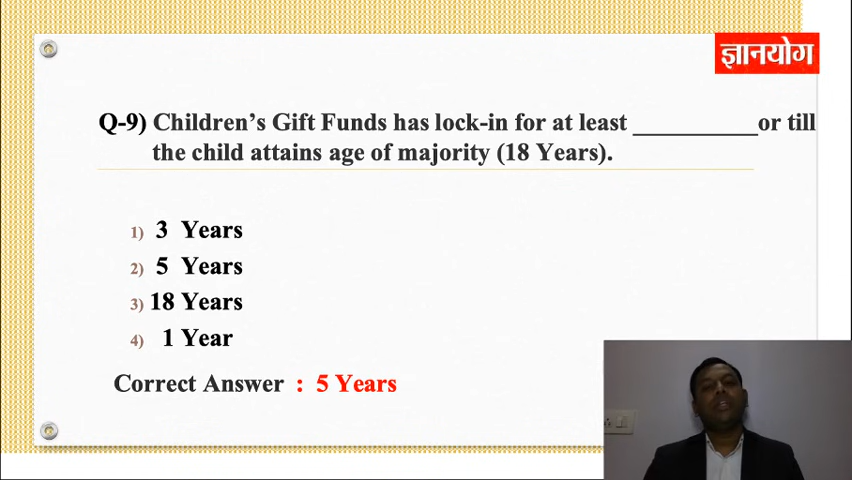 ज्ञानयोग
Q-9) Children’s Gift Funds has lock-in for at least __________or till
the child attains age of majority (18 Years).
1) 3 Years
2) 5 Years
3) 18 Years
4) 1 Year
Correct Answer : 5 Years